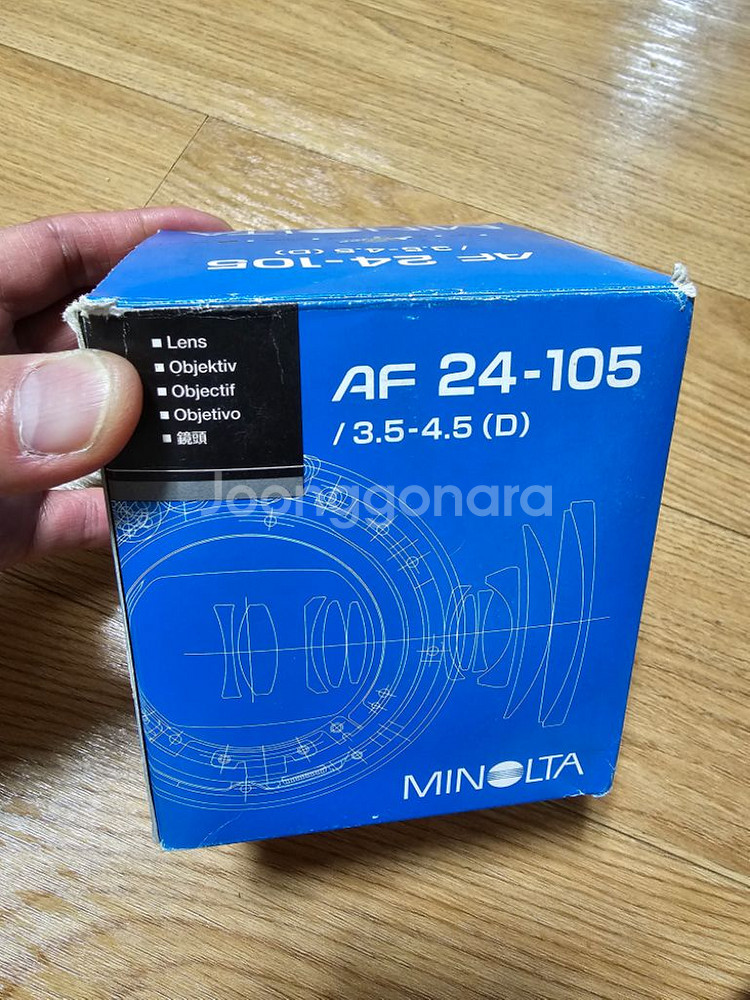 MINOLTA
AF 24-105
/ 3.5-4.5 (D)
Lens
Objektiv
Objectif
Objetivo
鏡頭
AF 24-105
/ 3.5-4.5 (D)
Joonggonara
MINOLTA